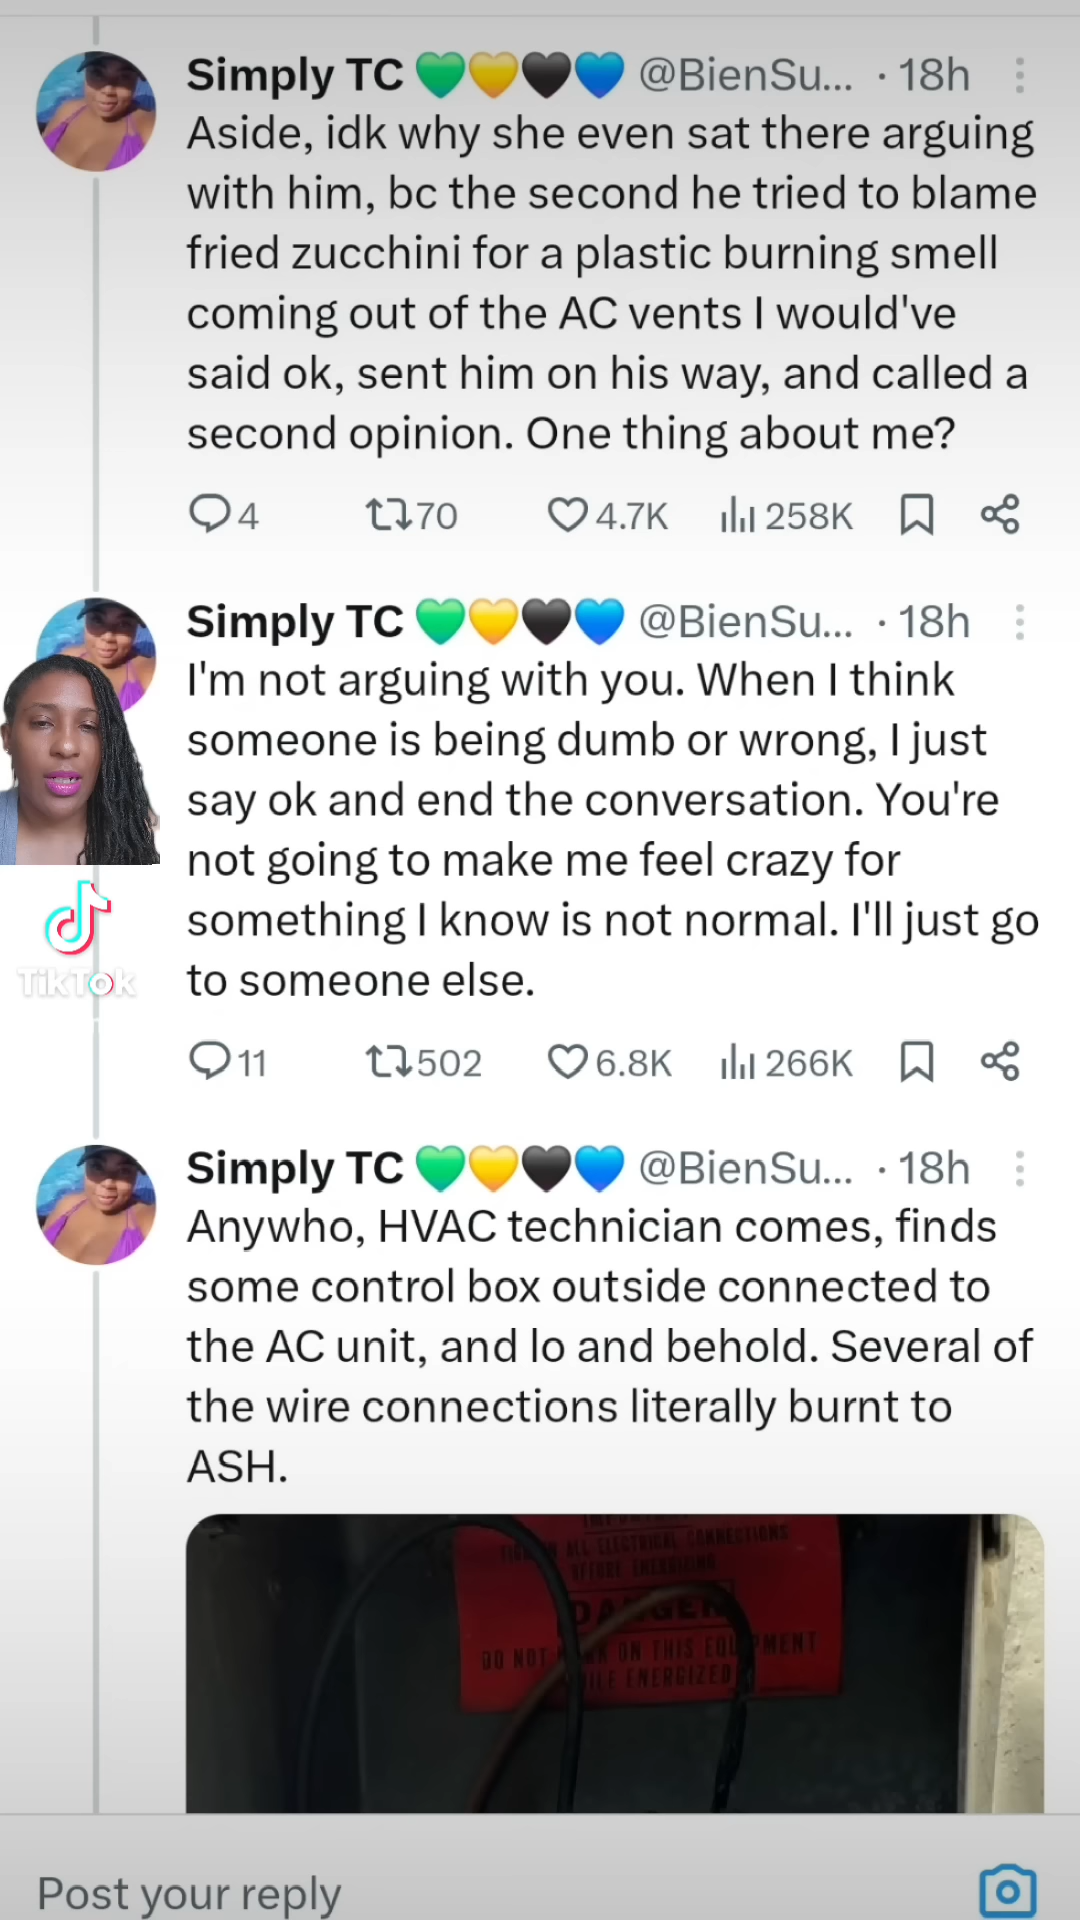 Simply TC 💚💛🖤💙 @BienSu... · 18h
Aside, idk why she even sat there arguing
with him, bc the second he tried to blame
fried zucchini for a plastic burning smell
coming out of the AC vents I would've
said ok, sent him on his way, and called a
second opinion. One thing about me?
4 70 4.7K 258K
Simply TC 💚💛🖤💙 @BienSu... · 18h
I'm not arguing with you. When I think
someone is being dumb or wrong, I just
say ok and end the conversation. You're
not going to make me feel crazy for
something I know is not normal. I'll just go
to someone else.
TikTok
11 502 6.8K 266K
Simply TC 💚💛🖤💙 @BienSu... · 18h
Anywho, HVAC technician comes, finds
some control box outside connected to
the AC unit, and lo and behold. Several of
the wire connections literally burnt to
ASH.
ALL ELECTRICAL CONNECTIONS
BEFORE ENERGIZING
DANGER
DO NOT WORK ON THIS EQUIPMENT
WHILE ENERGIZED
Post your reply